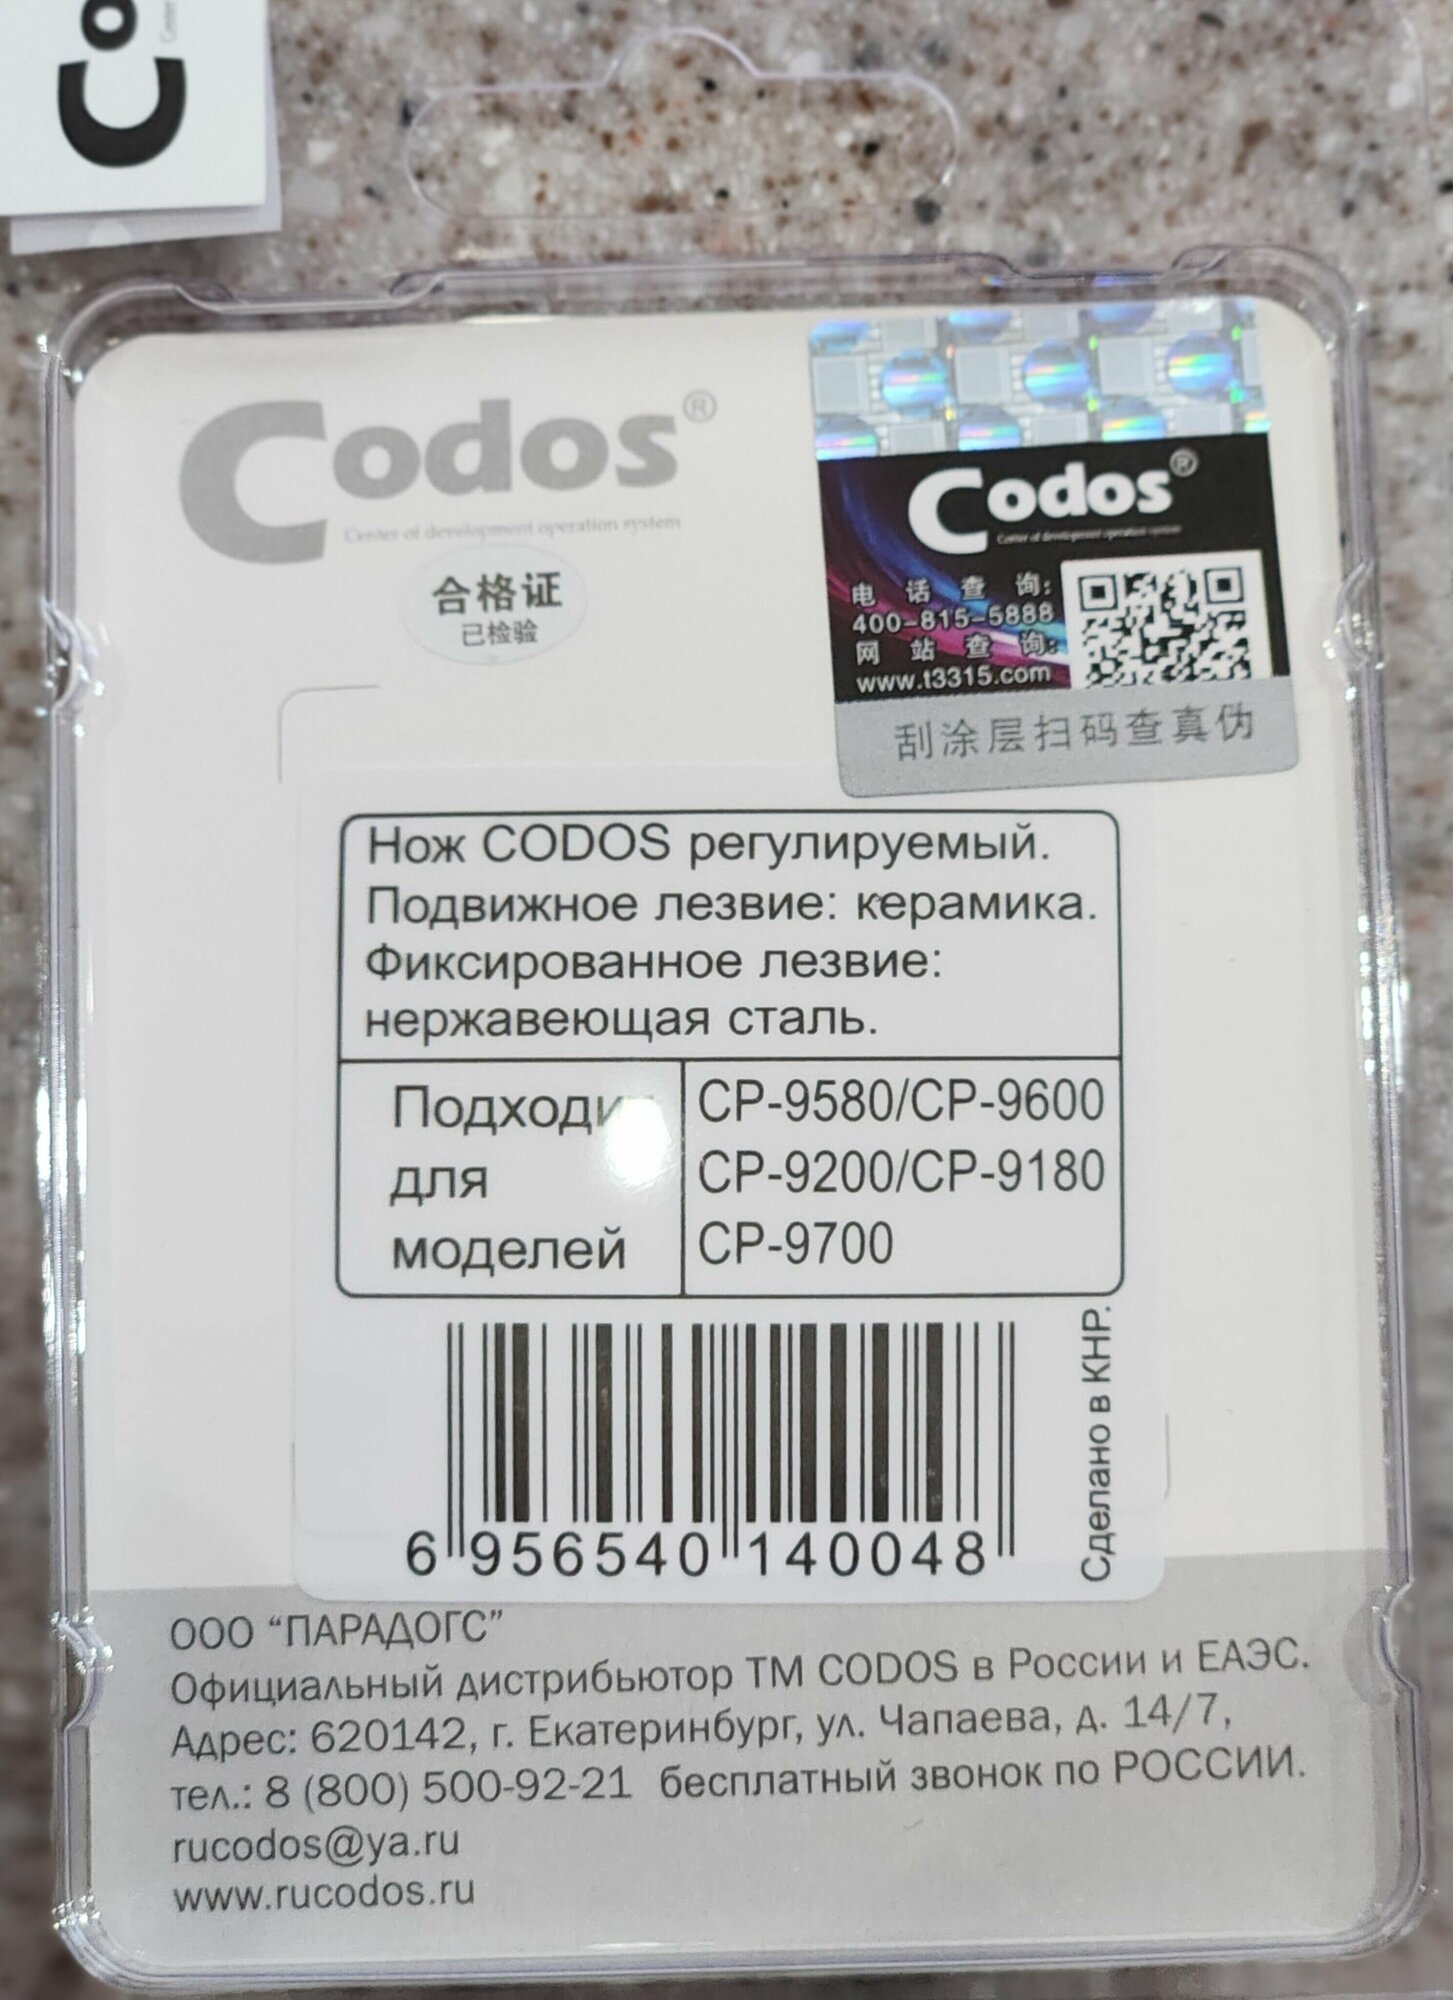 Co
Codos®
Center of development operation system
合格证
已检验
Codos®
Center of development operation system
电话查询:
400-815-5888
网站查询:
www.t3315.com
刮涂层扫码查真伪
Нож CODOS регулируемый.
Подвижное лезвие: керамика.
Фиксированное лезвие:
нержавеющая сталь.
CP-9580/CP-9600
для CP-9200/CP-9180
моделей CP-9700
6 956540 140048
Сделано в КНР.
ООО “ПАРАДОГС”
Официальный дистрибьютор ТМ CODOS в России и ЕАЭС.
Адрес: 620142, г. Екатеринбург, ул. Чапаева, д. 14/7,
тел.: 8 (800) 500-92-21 бесплатный звонок по РОССИИ.
rucodos@ya.ru
www.rucodos.ru